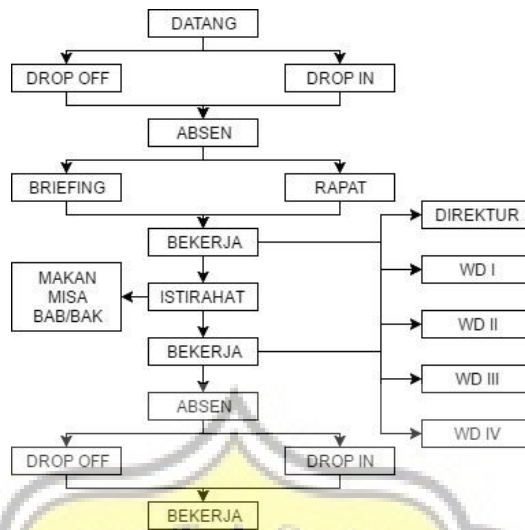 DATANG
DROP OFF
DROP IN
ABSEN
BRIEFING
RAPAT
DIREKTUR
BEKERJA
WD I
MAKAN
MISA
BAB/BAK
ISTIRAHAT
WD II
BEKERJA
WD III
ABSEN
WD IV
DROP OFF
DROP IN
BEKERJA